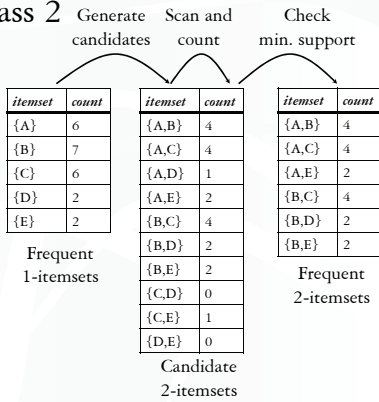 ass 2
Generate candidates
Scan and count
Check min. support
itemset count
{A} 6
{B} 7
{C} 6
{D} 2
{E} 2
Frequent
1-itemsets
itemset count
{A,B} 4
{A,C} 4
{A,D} 1
{A,E} 2
{B,C} 4
{B,D} 2
{B,E} 2
{C,D} 0
{C,E} 1
{D,E} 0
Candidate
2-itemsets
itemset count
{A,B} 4
{A,C} 4
{A,E} 2
{B,C} 4
{B,D} 2
{B,E} 2
Frequent
2-itemsets